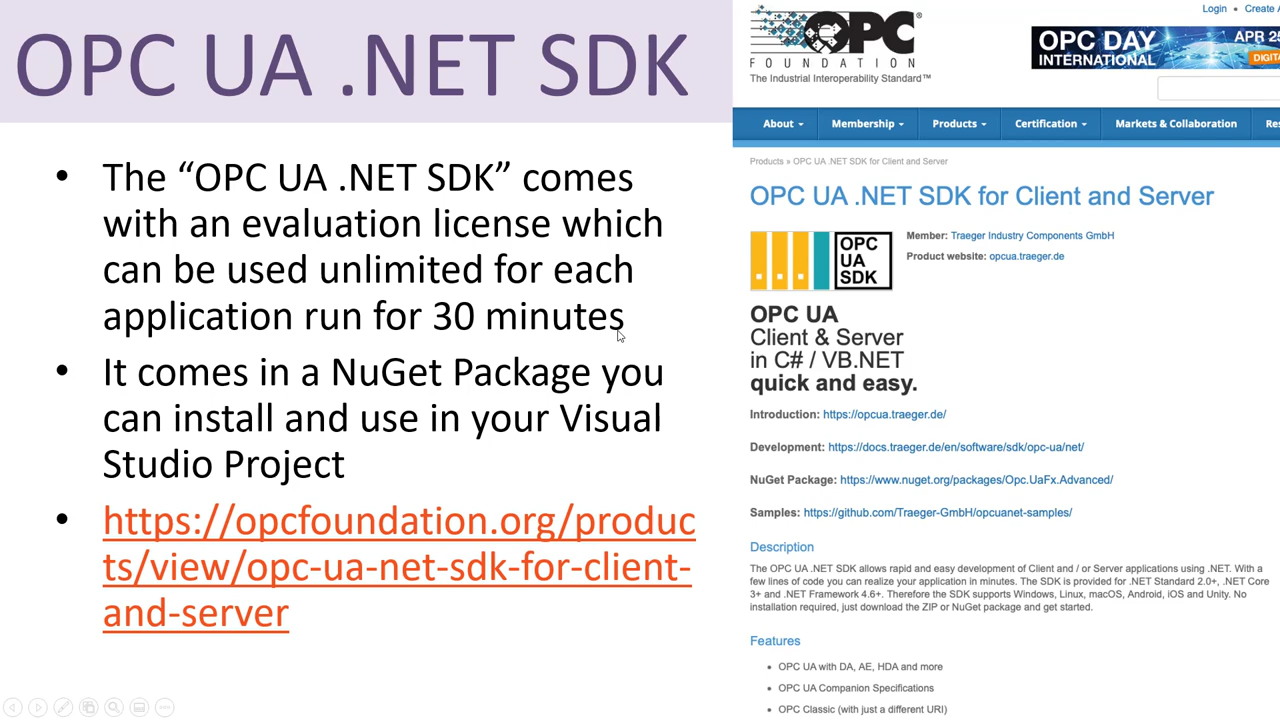 OPC UA .NET SDK
• The “OPC UA .NET SDK” comes
with an evaluation license which
can be used unlimited for each
application run for 30 minutes
• It comes in a NuGet Package you
can install and use in your Visual
Studio Project
• https://opcfoundation.org/produc
ts/view/opc-ua-net-sdk-for-client-
and-server
Login • Create A
OPC
FOUNDATION
The Industrial Interoperability Standard™
OPC DAY
INTERNATIONAL
APR 25
DIGITA
About
Membership
Products
Certification
Markets & Collaboration
Res
Products » OPC UA .NET SDK for Client and Server
OPC UA .NET SDK for Client and Server
OPC
UA
SDK
Member: Traeger Industry Components GmbH
Product website: opcua.traeger.de
OPC UA
Client & Server
in C# / VB.NET
quick and easy.
Introduction: https://opcua.traeger.de/
Development: https://docs.traeger.de/en/software/sdk/opc-ua/net/
NuGet Package: https://www.nuget.org/packages/Opc.UaFx.Advanced/
Samples: https://github.com/Traeger-GmbH/opcuanet-samples/
Description
The OPC UA .NET SDK allows rapid and easy development of Client and / or Server applications using .NET. With a
few lines of code you can realize your application in minutes. The SDK is provided for .NET Standard 2.0+, .NET Core
3+ and .NET Framework 4.6+. Therefore the SDK supports Windows, Linux, macOS, Android, iOS and Unity. No
installation required, just download the ZIP or NuGet package and get started.
Features
• OPC UA with DA, AE, HDA and more
• OPC UA Companion Specifications
• OPC Classic (with just a different URI)